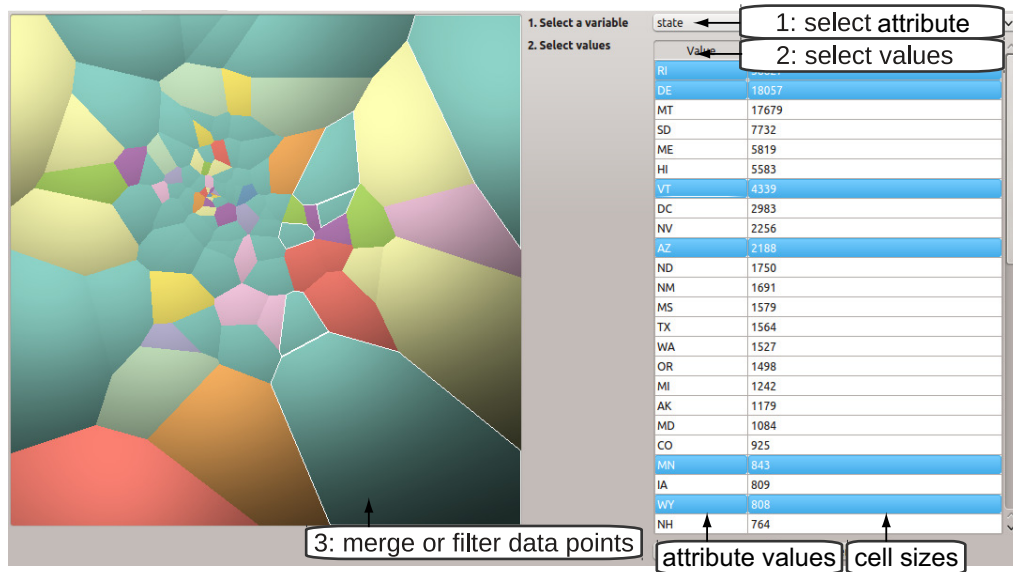 1. Select a variable
state
1: select attribute
2. Select values
Value
2: select values
RI
DE 18057
MT 17679
SD 7732
ME 5819
HI 5583
VT 4339
DC 2983
NV 2256
AZ 2188
ND 1750
NM 1691
MS 1579
TX 1564
WA 1527
OR 1498
MI 1242
AK 1179
MD 1084
CO 925
MN 843
IA 809
WY 808
NH 764
3: merge or filter data points
attribute values
cell sizes